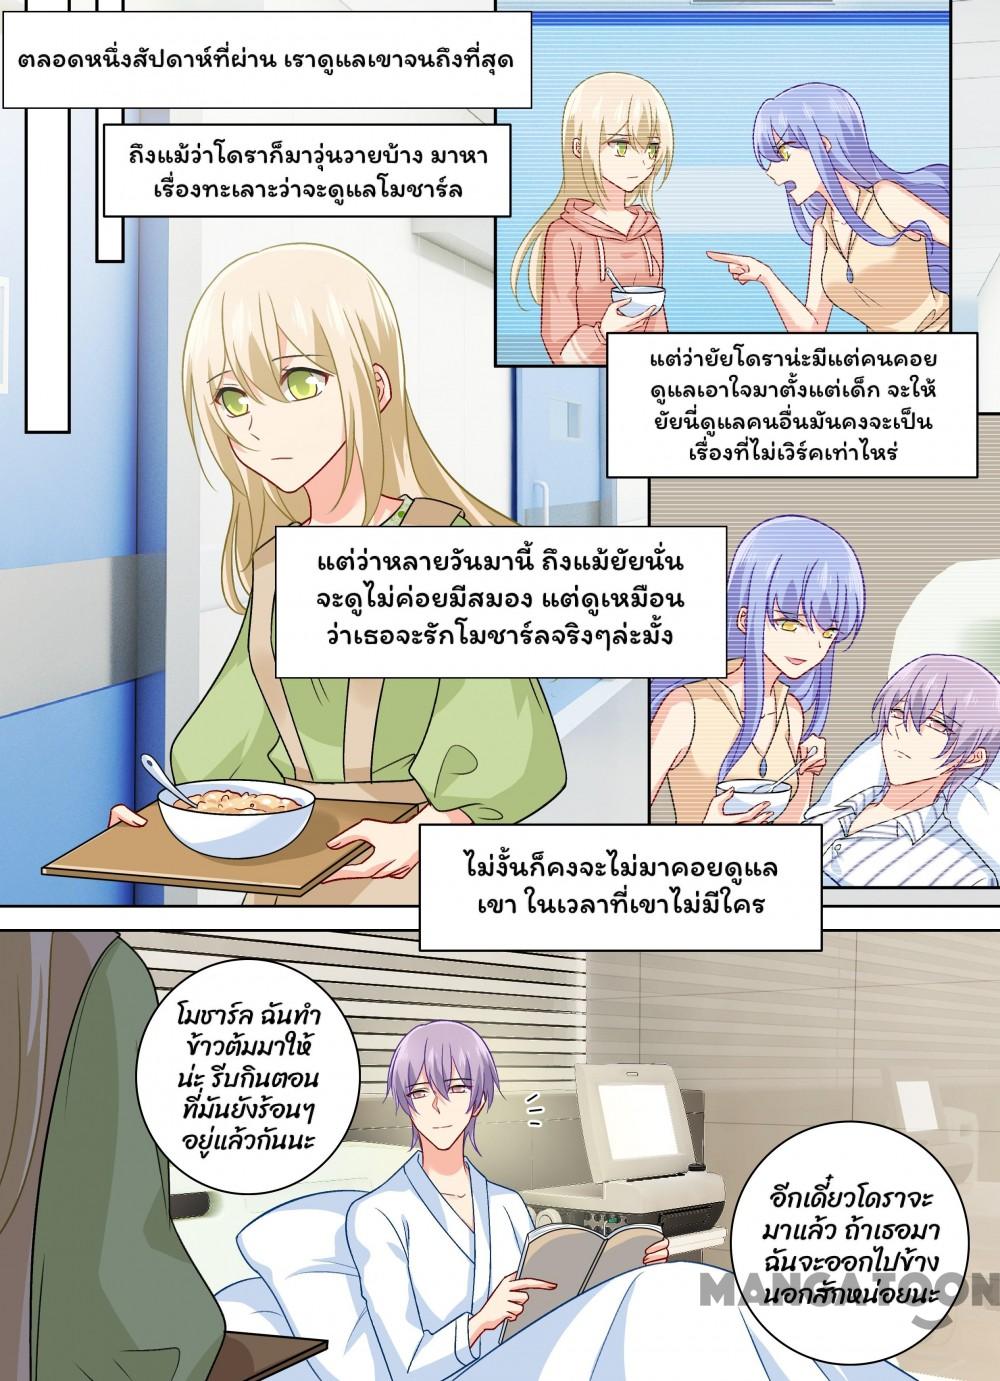 ตลอดหนึ่งสัปดาห์ที่ผ่าน เราดูแลเขาจนถึงที่สุด
ถึงแม้ว่าโดราก็มาวุ่นวายบ้าง มาหา
เรื่องทะเลาะว่าจะดูแลโมชาร์ล
แต่ว่ายัยโดราน่ะมีแต่คนคอย
ดูแลเอาใจมาตั้งแต่เด็ก จะให้
ยัยนี่ดูแลคนอื่นมันคงจะเป็น
เรื่องที่ไม่เวิร์คเท่าไหร่
แต่ว่าหลายวันมานี้ ถึงแม้ยัยนั่น
จะดูไม่ค่อยมีสมอง แต่ดูเหมือน
ว่าเธอจะรักโมชาร์ลจริงๆล่ะมั้ง
ไม่งั้นก็คงจะไม่มาคอยดูแล
เขา ในเวลาที่เขาไม่มีใคร
โมชาร์ล ฉันทำ
ข้าวต้มมาให้
น่ะ รีบกินตอน
ที่มันยังร้อนๆ
อยู่แล้วกันนะ
อีกเดี๋ยวโดราจะ
มาแล้ว ถ้าเธอมา
ฉันจะออกไปข้าง
นอกสักหน่อยนะ
MANGATOON